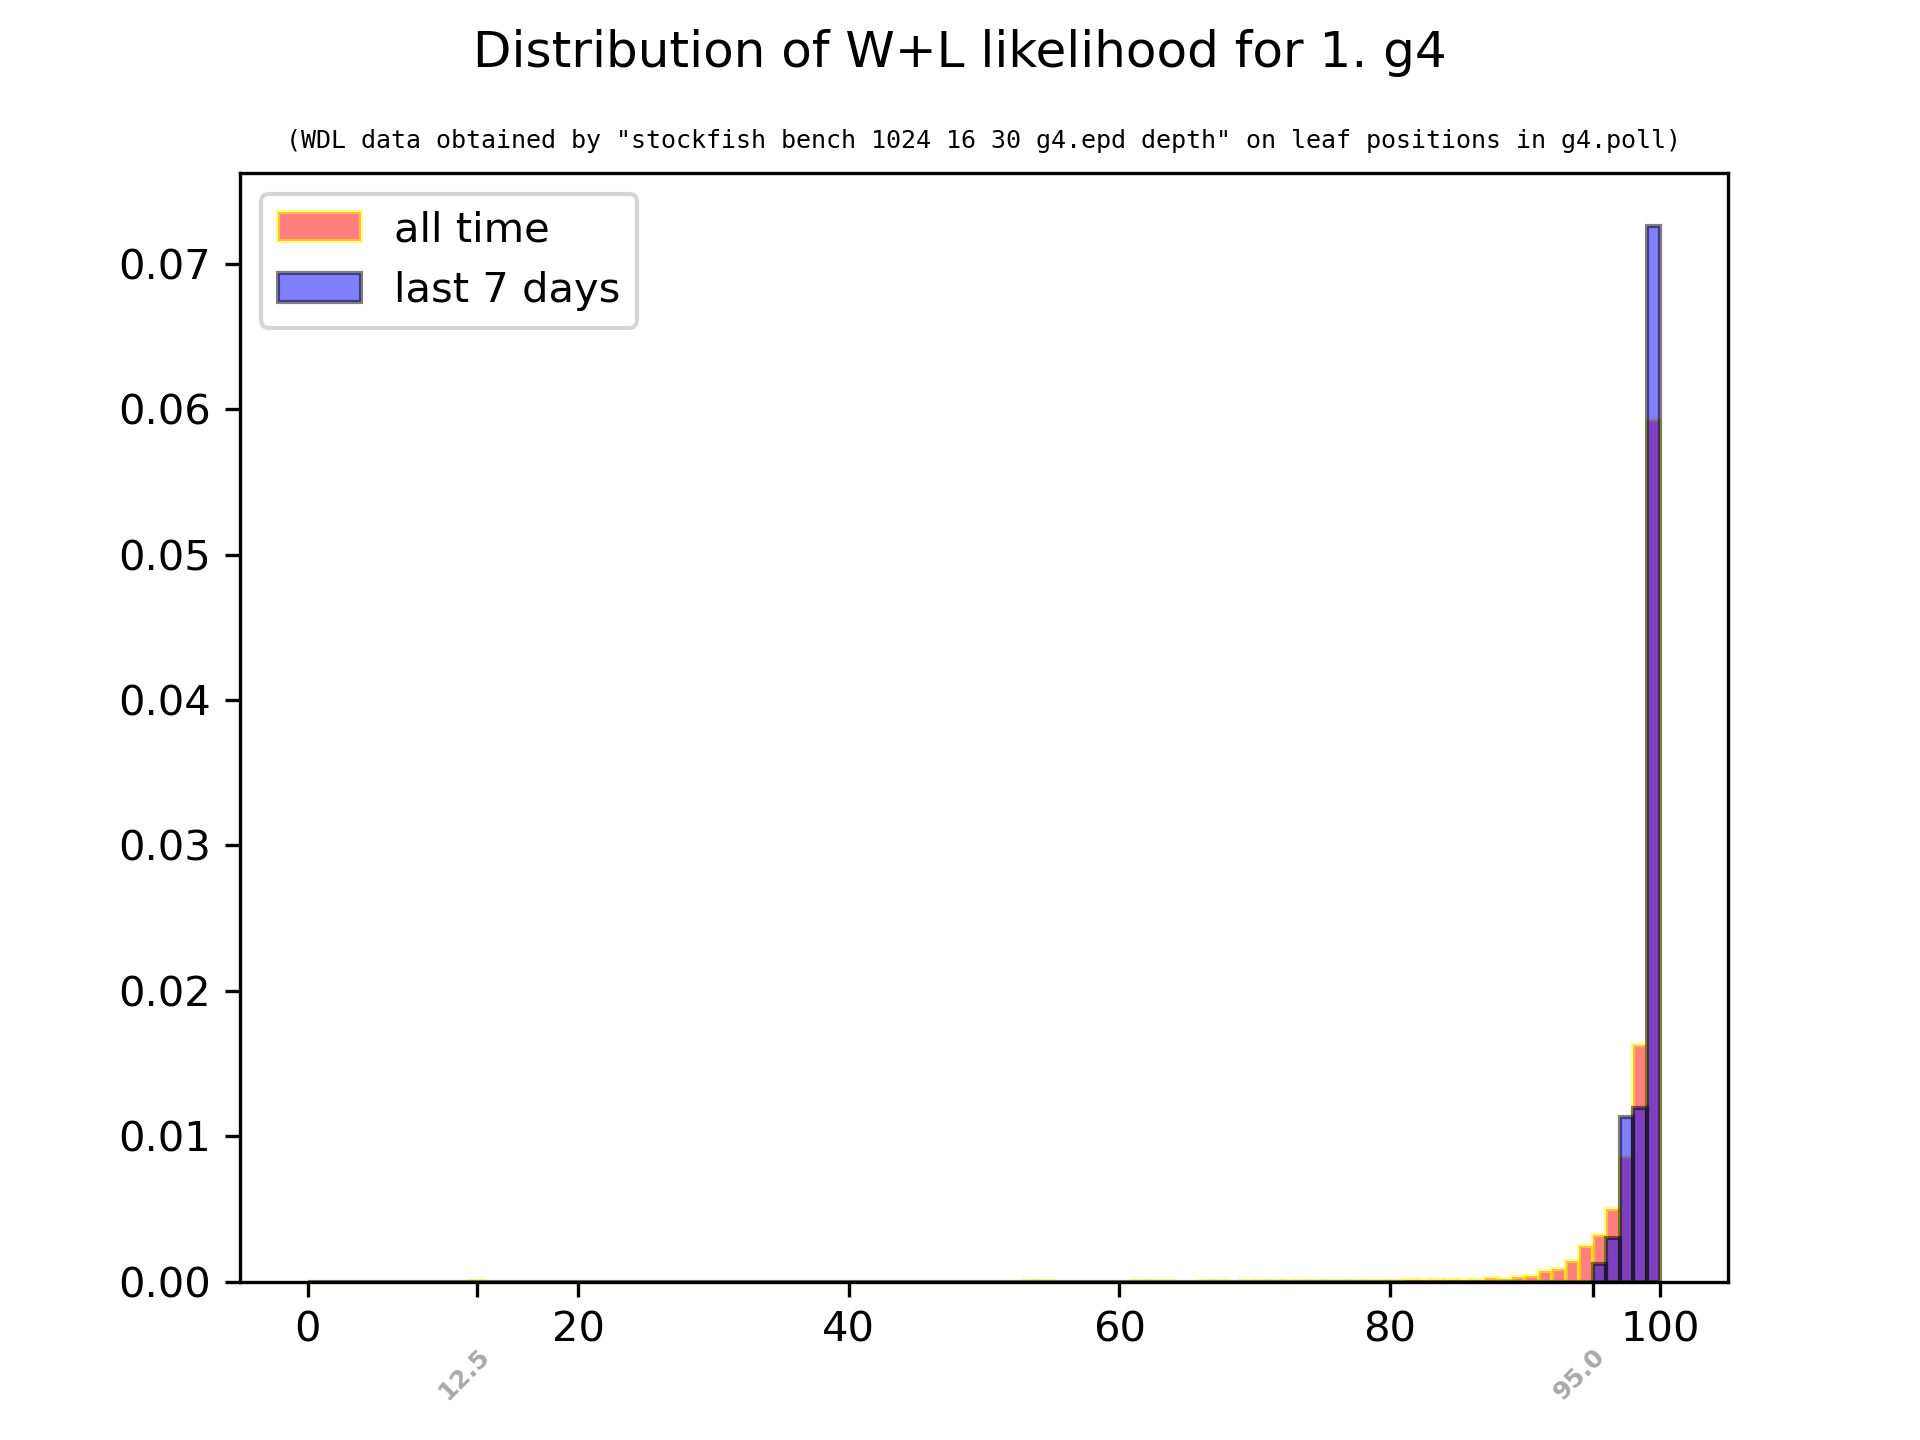 Distribution of W+L likelihood for 1. g4
(WDL data obtained by "stockfish bench 1024 16 30 g4.epd depth" on leaf positions in g4.poll)
all time
last 7 days
0.07
0.06
0.05
0.04
0.03
0.02
0.01
0.00
0 20 40 60 80 100
12.5 95.0